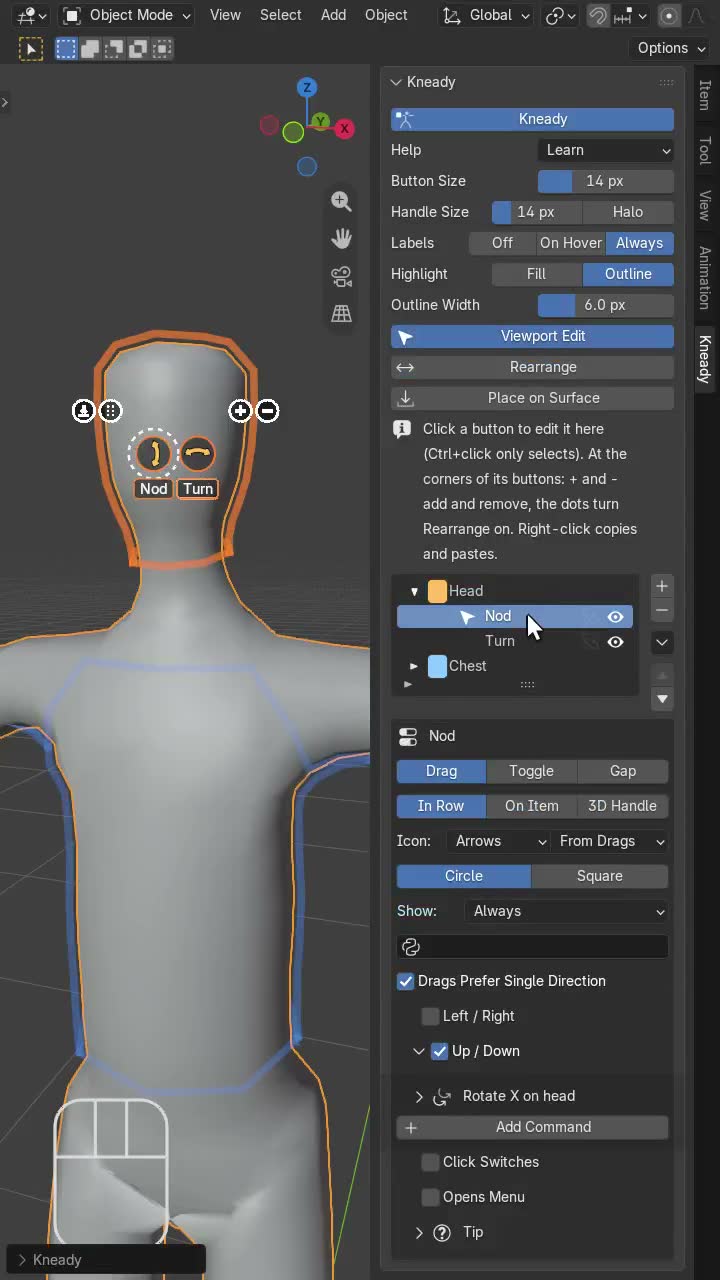 Object Mode View Select Add Object Global
Options
Kneady
Kneady
Help Learn
Button Size 14 px
Handle Size 14 px Halo
Labels Off On Hover Always
Highlight Fill Outline
Outline Width 6.0 px
Viewport Edit
Rearrange
Place on Surface
Click a button to edit it here
(Ctrl+click only selects). At the
corners of its buttons: + and -
add and remove, the dots turn
Rearrange on. Right-click copies
and pastes.
Head
Nod
Turn
Chest
Nod
Drag Toggle Gap
In Row On Item 3D Handle
Icon: Arrows From Drags
Circle Square
Show: Always
Drags Prefer Single Direction
Left / Right
Up / Down
Rotate X on head
Add Command
Click Switches
Opens Menu
Tip
Item
Tool
View
Animation
Kneady
Z
Y
X
Nod Turn
Kneady